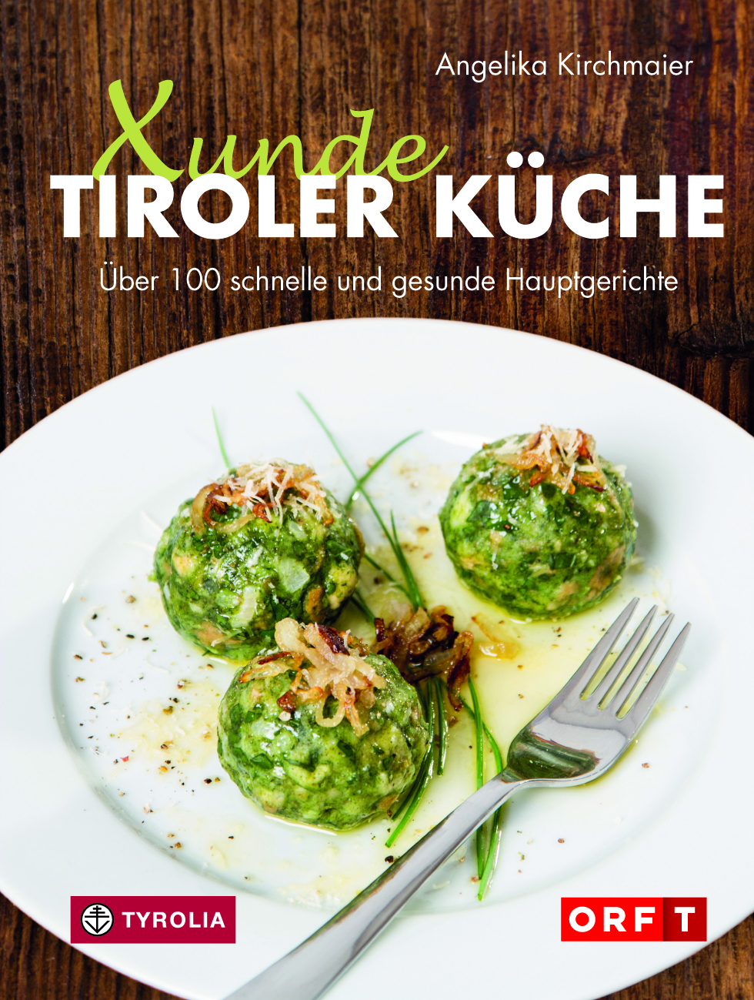 Angelika Kirchmaier
Xunde
TIROLER KÜCHE
Über 100 schnelle und gesunde Hauptgerichte
TYROLIA
ORF T